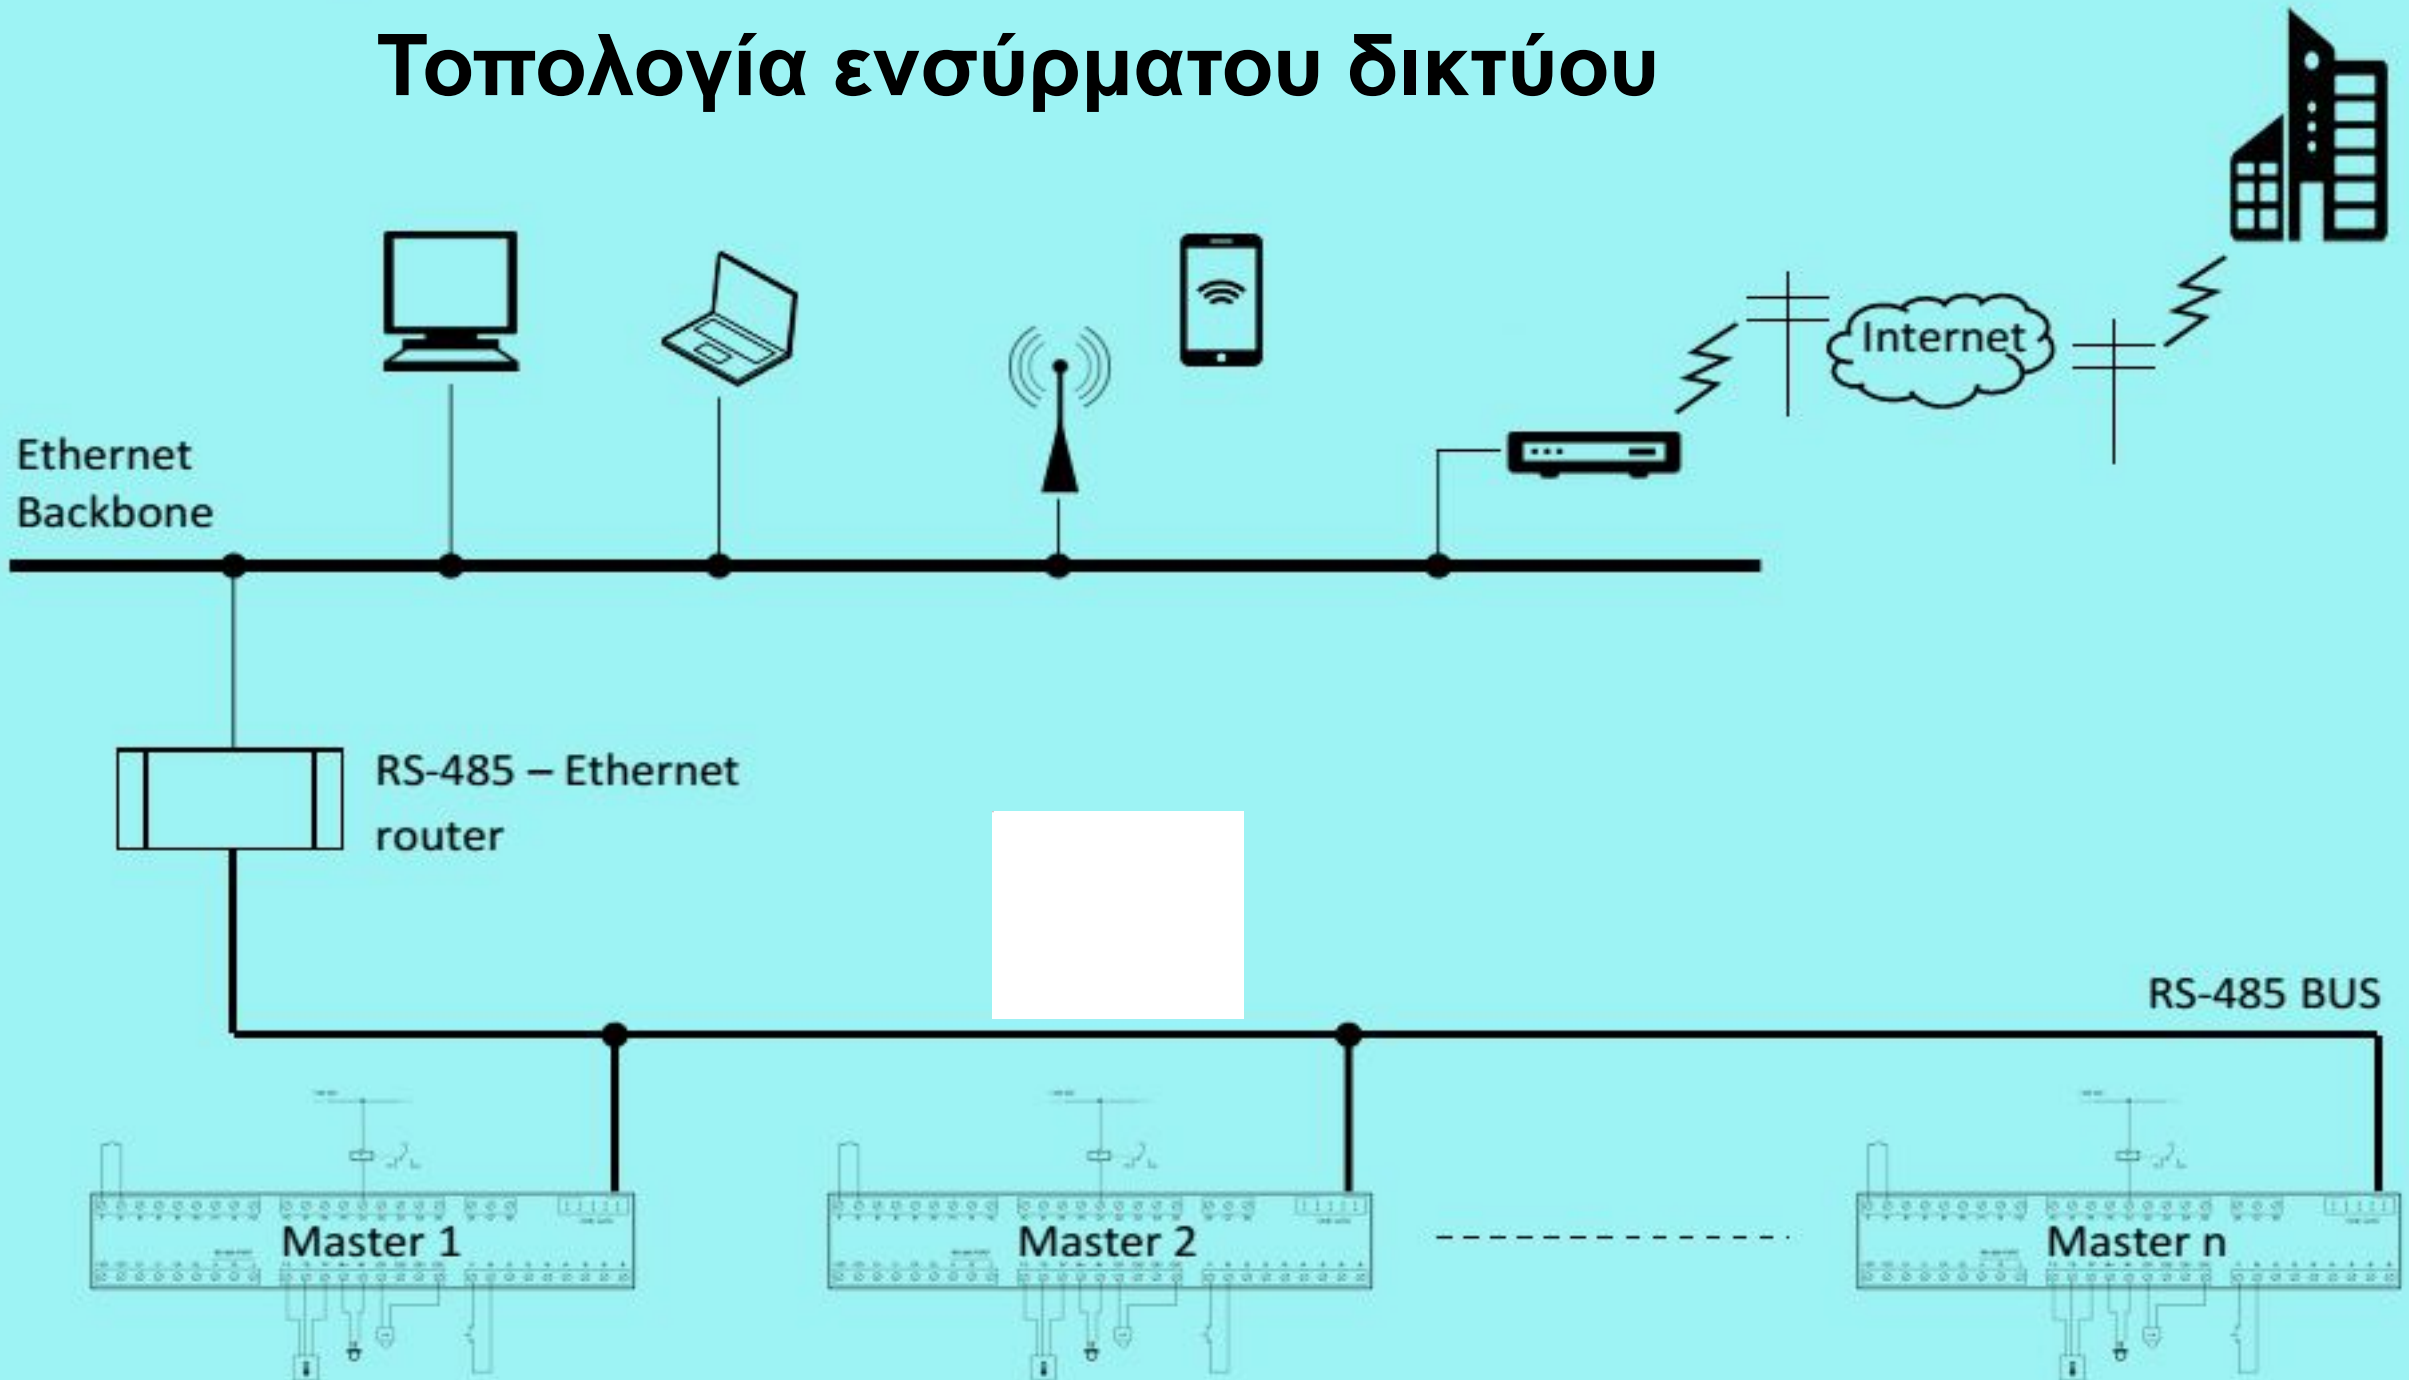 Τοπολογία ενσύρματου δικτύου
Internet
Ethernet
Backbone
RS-485 – Ethernet
router
RS-485 BUS
Master 1
Master 2
Master n